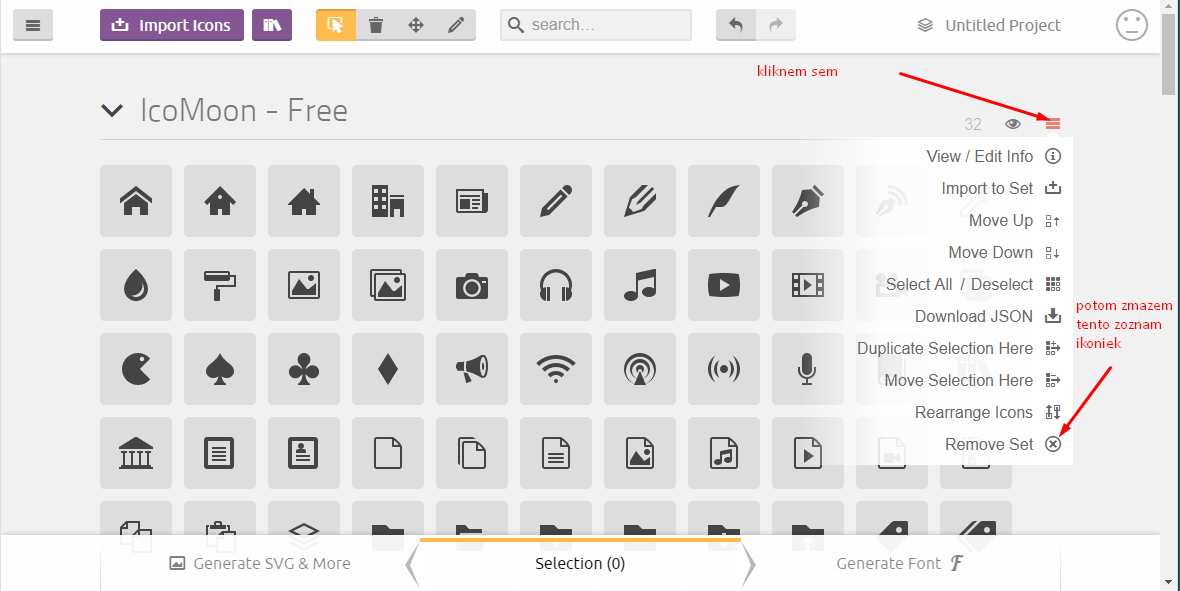 Import Icons
search...
Untitled Project
kliknem sem
IcoMoon - Free
32
View / Edit Info
Import to Set
Move Up
Move Down
Select All / Deselect
Download JSON
Duplicate Selection Here
Move Selection Here
Rearrange Icons
Remove Set
potom zmazem
tento zoznam
ikoniek
Generate SVG & More
Selection (0)
Generate Font